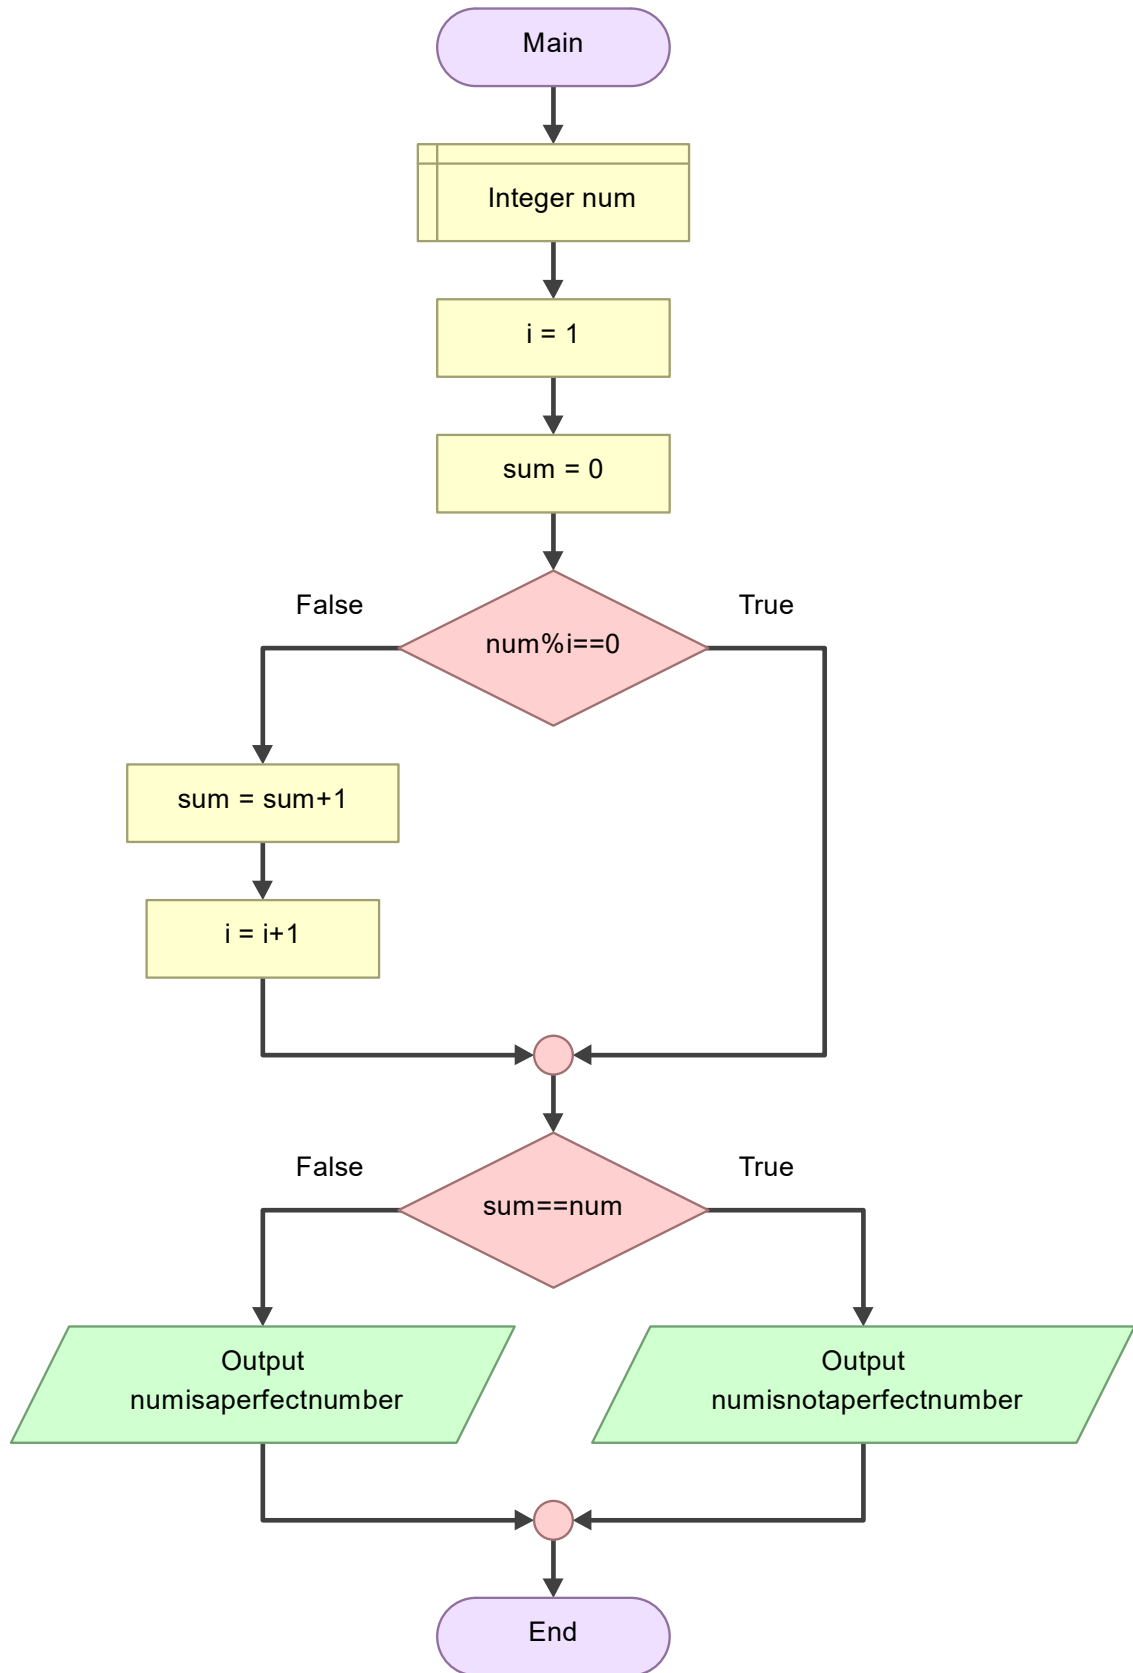 Main
Integer num
i = 1
sum = 0
False
True
num%i==0
sum = sum+1
i = i+1
False
True
sum==num
Output
numisaperfectnumber
Output
numisnotaperfectnumber
End